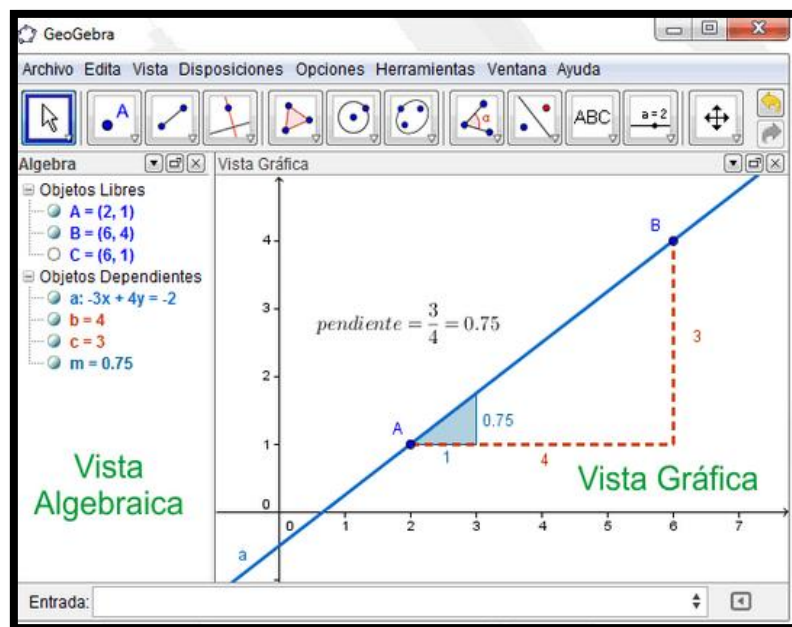 GeoGebra
Archivo Edita Vista Disposiciones Opciones Herramientas Ventana Ayuda
A
α
ABC
a = 2
Algebra
Vista Gráfica
Objetos Libres
A = (2, 1)
B = (6, 4)
C = (6, 1)
Objetos Dependientes
a: -3x + 4y = -2
b = 4
c = 3
m = 0.75
Vista
Algebraica
B
4
3
pendiente = 3/4 = 0.75
3
2
A
0.75
1
1
4
Vista Gráfica
0
0 1 2 3 4 5 6 7
a
Entrada: